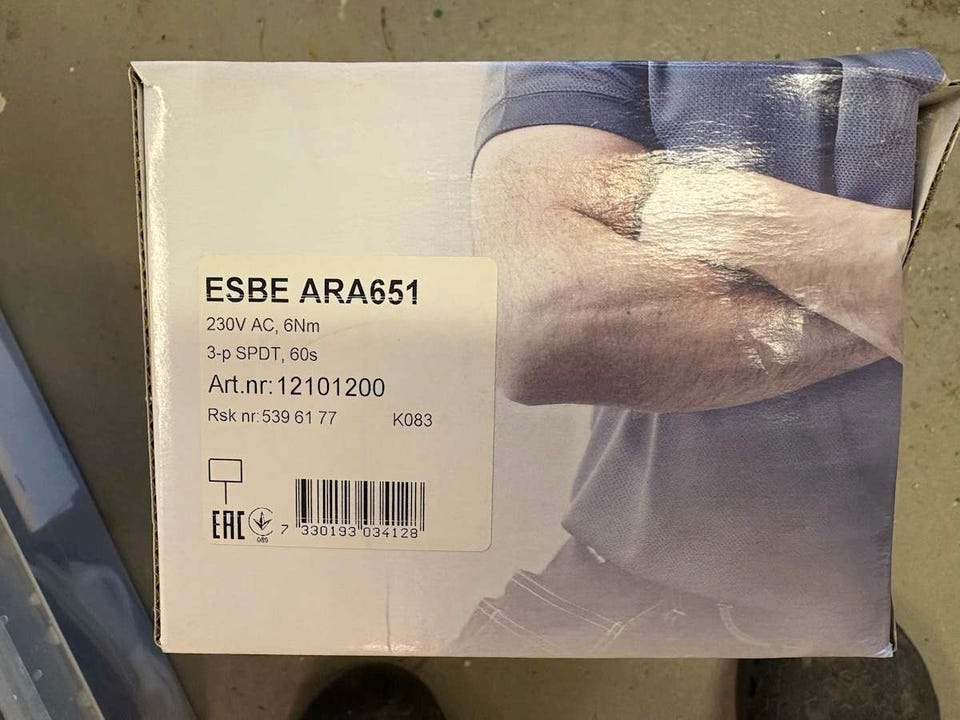 ESBE ARA651
230V AC, 6Nm
3-p SPDT, 60s
Art.nr:12101200
Rsk nr:539 61 77 K083
EAC
089
7 330193 034128